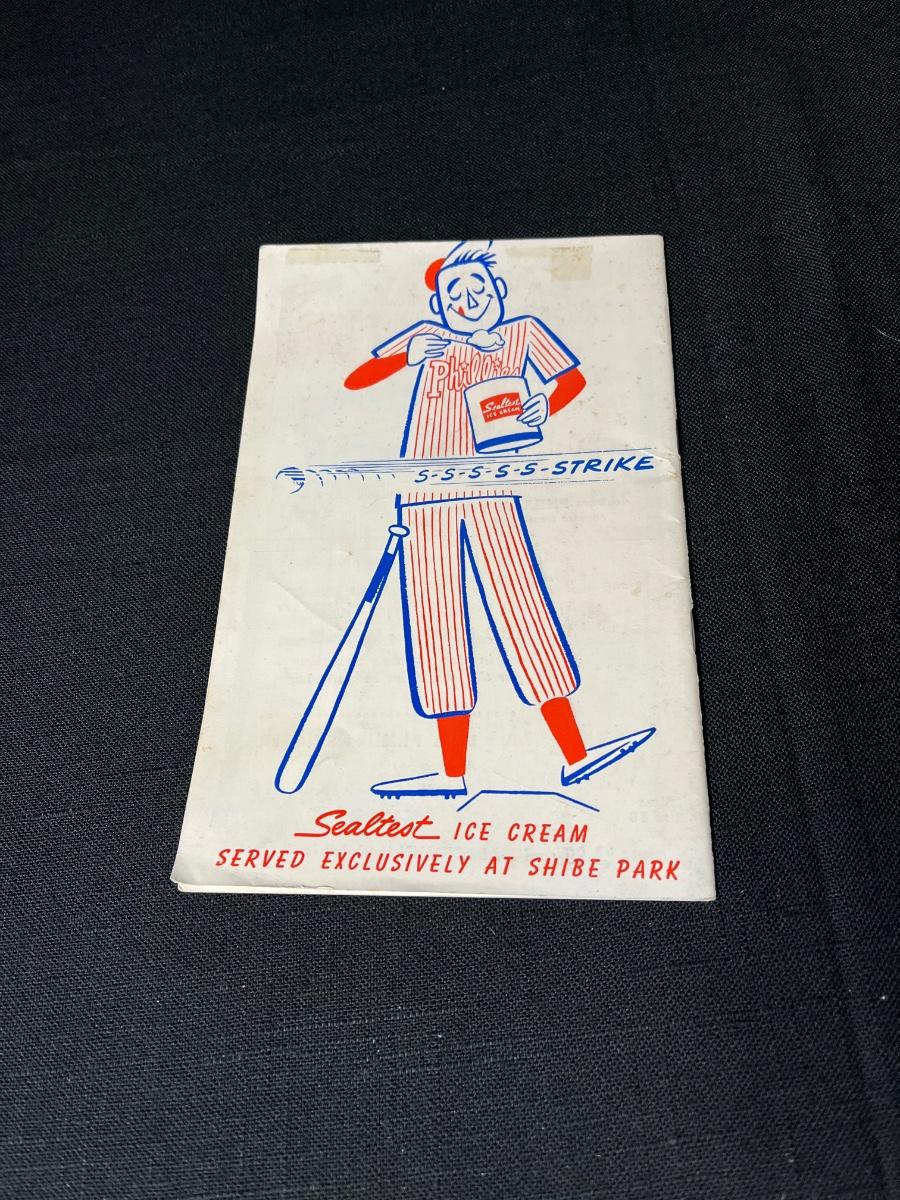 Phillies
Sealtest
ICE CREAM
S-S-S-S-S-STRIKE
Sealtest ICE CREAM
SERVED EXCLUSIVELY AT SHIBE PARK